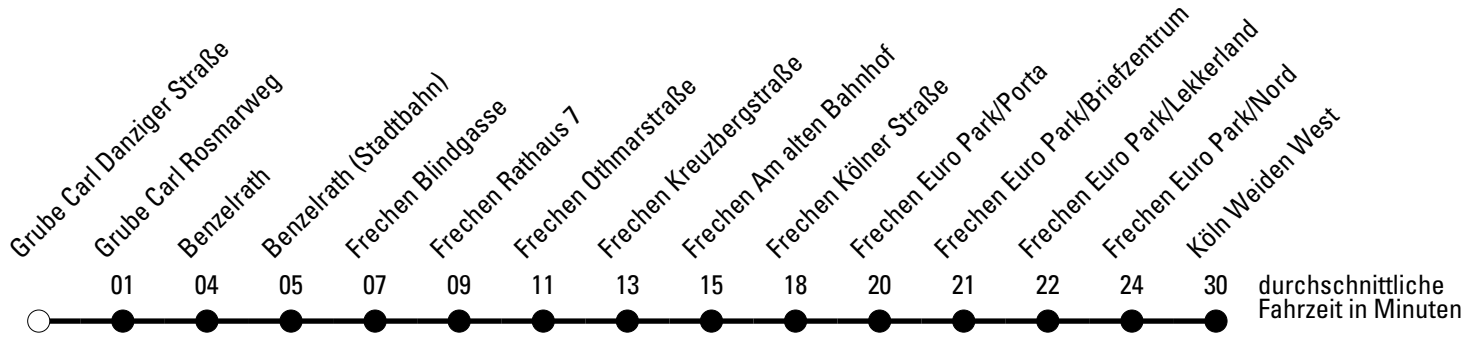 Grube Carl Danziger Straße
Grube Carl Rosmarweg
Benzelrath
Benzelrath (Stadtbahn)
Frechen Blindgasse
Frechen Rathaus 7
Frechen Othmarstraße
Frechen Kreuzbergstraße
Frechen Am alten Bahnhof
Frechen Kölner Straße
Frechen Euro Park/Porta
Frechen Euro Park/Briefzentrum
Frechen Euro Park/Lekkerland
Frechen Euro Park/Nord
Köln Weiden West
01 04 05 07 09 11 13 15 18 20 21 22 24 30 durchschnittliche
Fahrzeit in Minuten